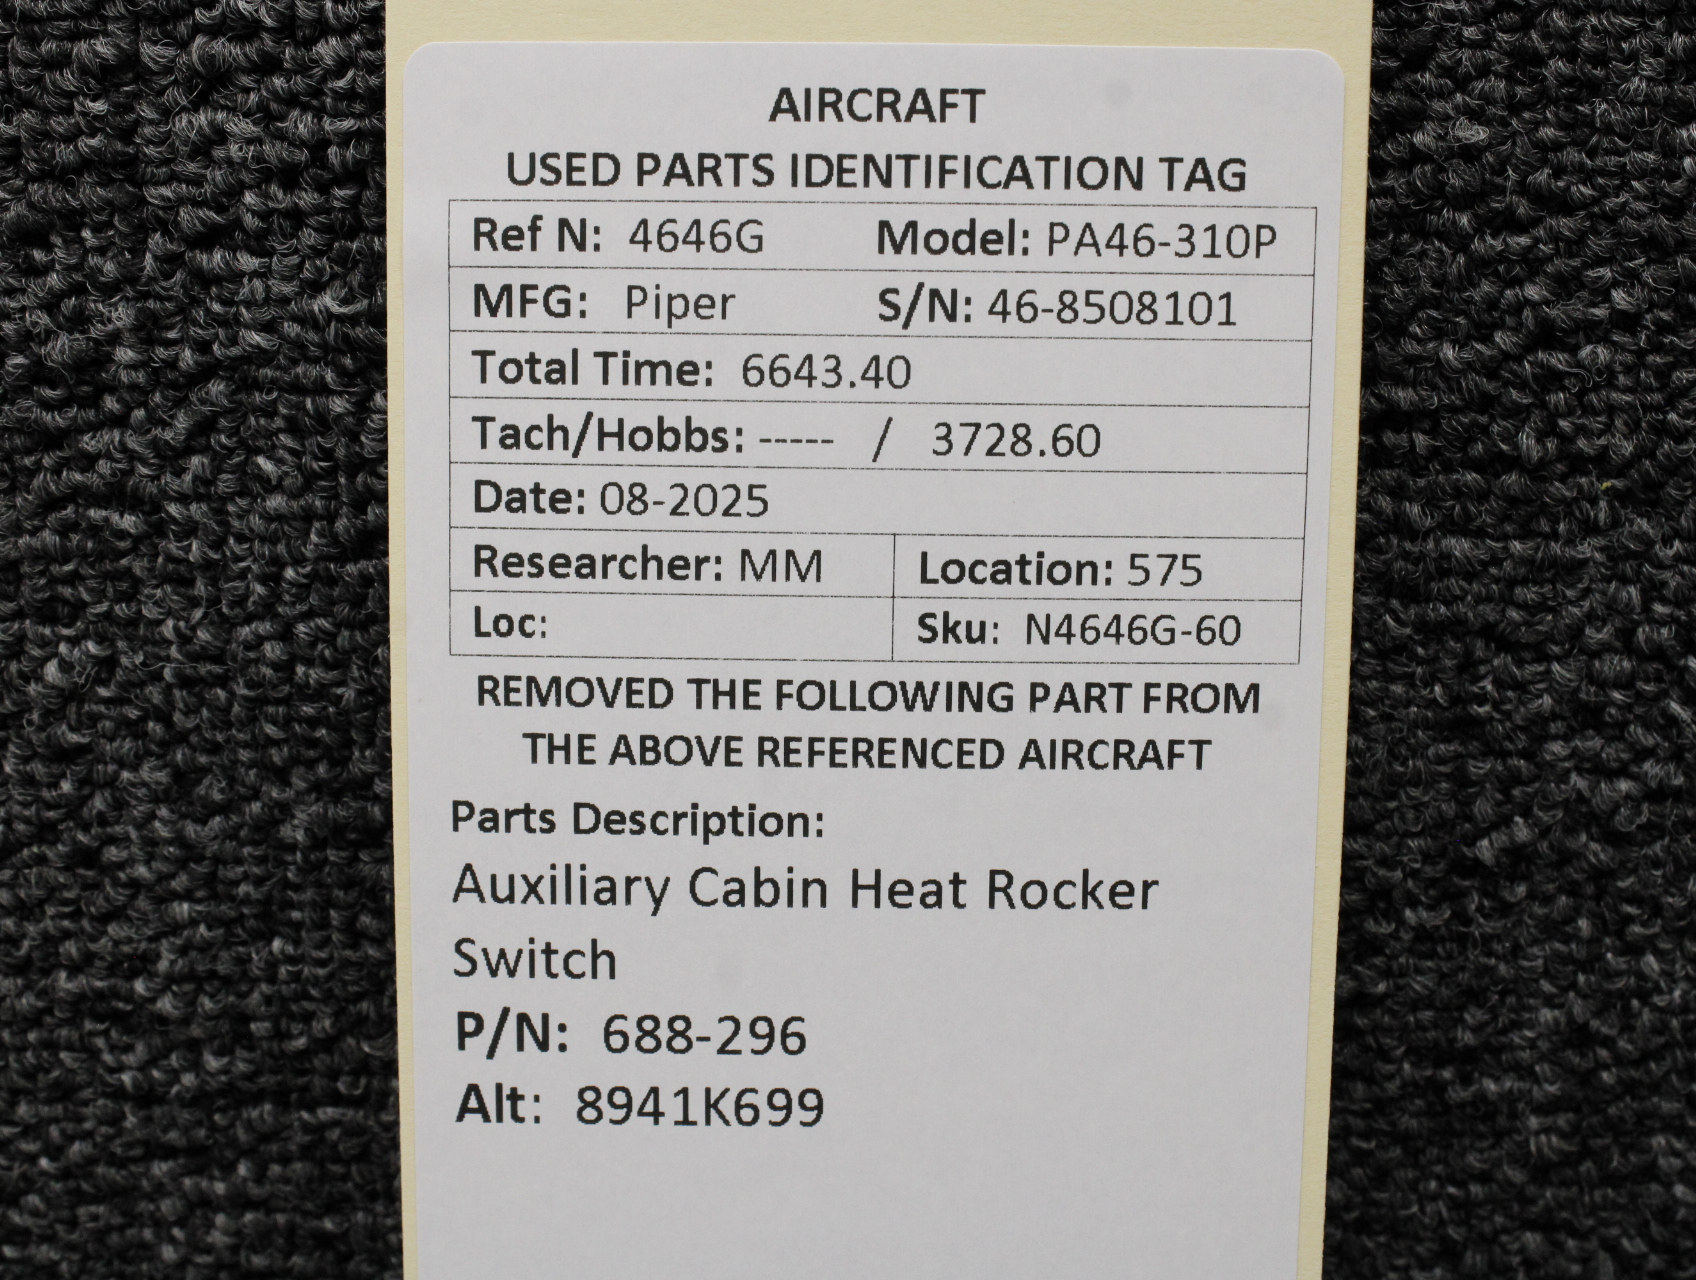 AIRCRAFT
USED PARTS IDENTIFICATION TAG
Ref N: 4646G Model: PA46-310P
MFG: Piper S/N: 46-8508101
Total Time: 6643.40
Tach/Hobbs: ----- / 3728.60
Date: 08-2025
Researcher: MM Location: 575
Loc: Sku: N4646G-60
REMOVED THE FOLLOWING PART FROM
THE ABOVE REFERENCED AIRCRAFT
Parts Description:
Auxiliary Cabin Heat Rocker
Switch
P/N: 688-296
Alt: 8941K699